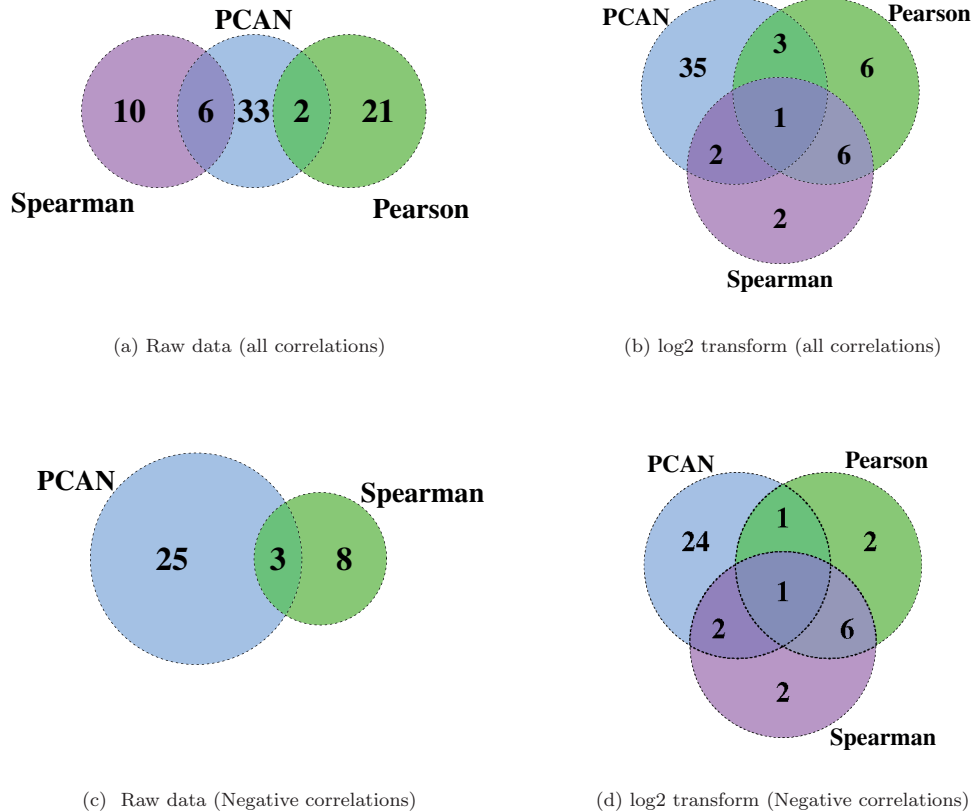 PCAN
10 6 33 2 21
Spearman
Pearson
(a) Raw data (all correlations)
PCAN
Pearson
35 3 6
1
2 6
2
Spearman
(b) log2 transform (all correlations)
PCAN
Spearman
25 3 8
(c) Raw data (Negative correlations)
PCAN
Pearson
24 1 2
1
2 6
2
Spearman
(d) log2 transform (Negative correlations)